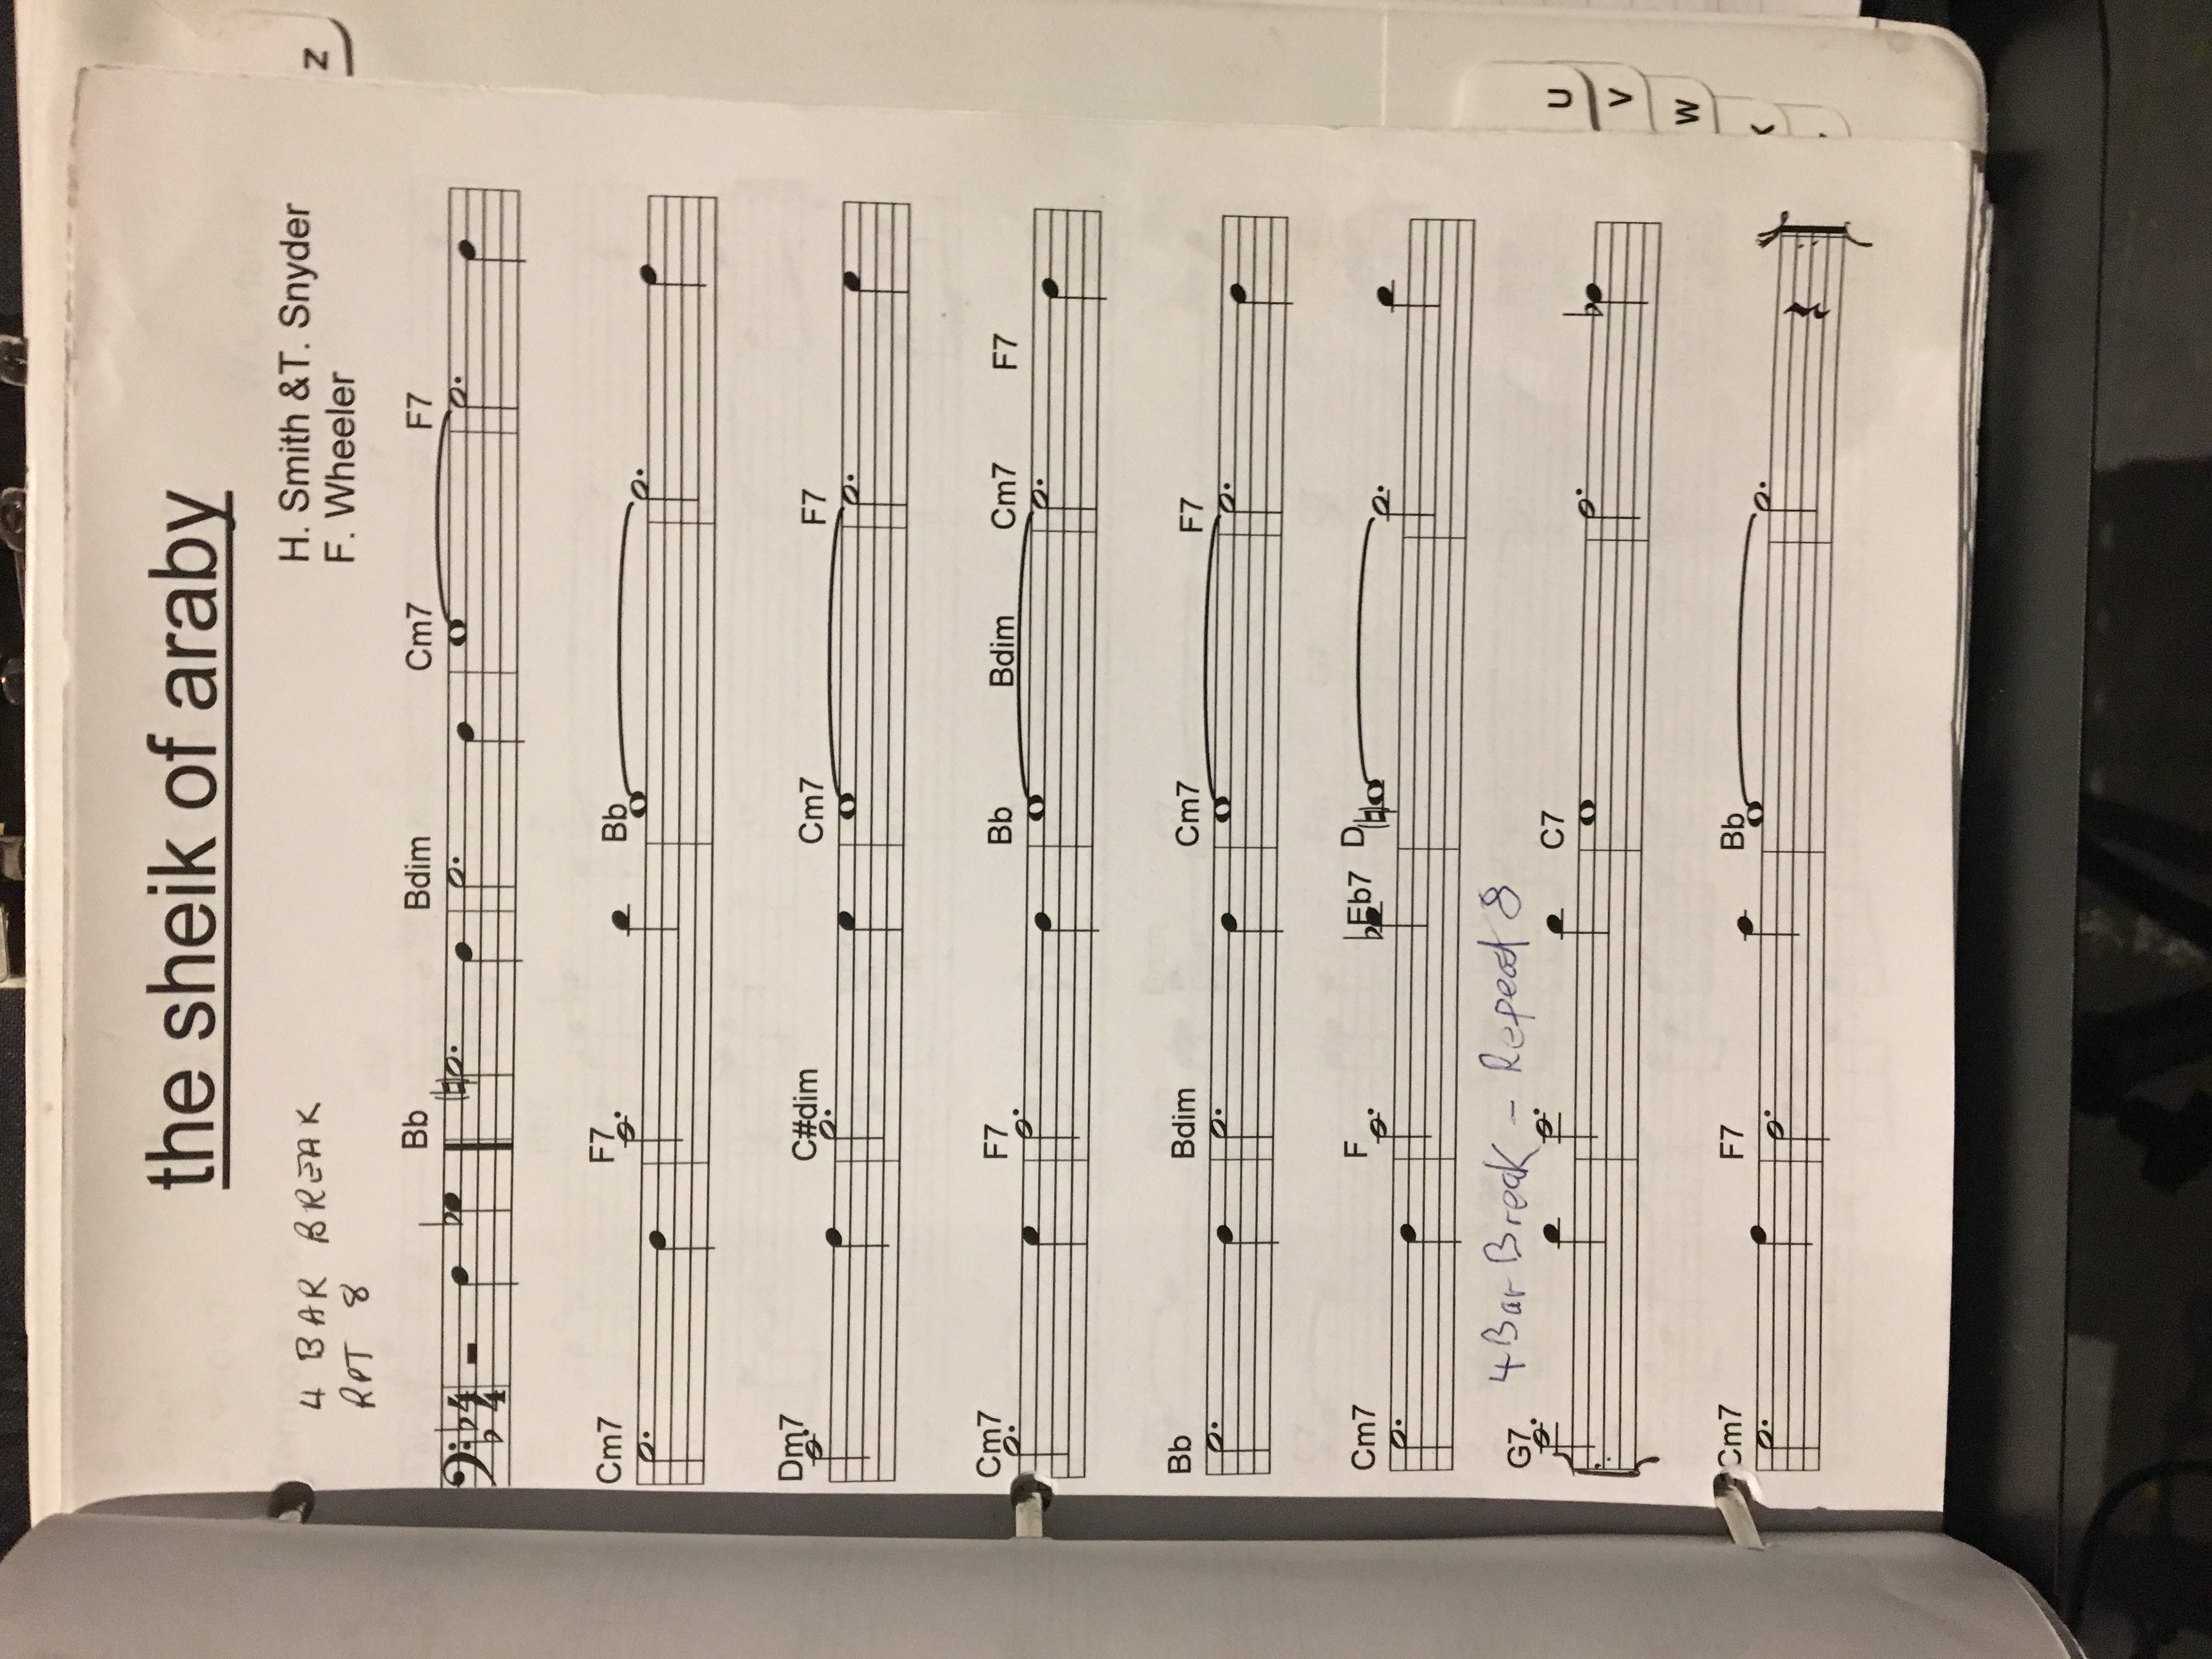 the sheik of araby
H. Smith &T. Snyder
F. Wheeler
4 BAR BREAK
RPT 8
Z
Bb Bdim Cm7 F7
4
4
Cm7 F7 Bb
Dm7 C#dim Cm7 F7
Cm7 F7 Bb Bdim Cm7 F7
Bb Bdim Cm7 F7
Cm7 F Eb7 D
4 Bar Break - Repeat 8
G7 C7
U
V
W
Cm7 F7 Bb